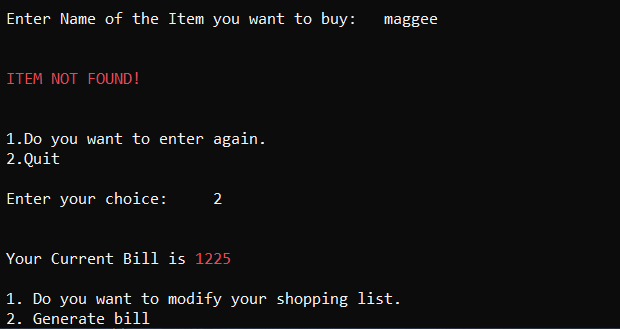 Enter Name of the Item you want to buy:   maggee
ITEM NOT FOUND!
1.Do you want to enter again.
2.Quit
Enter your choice:     2
Your Current Bill is 1225
1. Do you want to modify your shopping list.
2. Generate bill